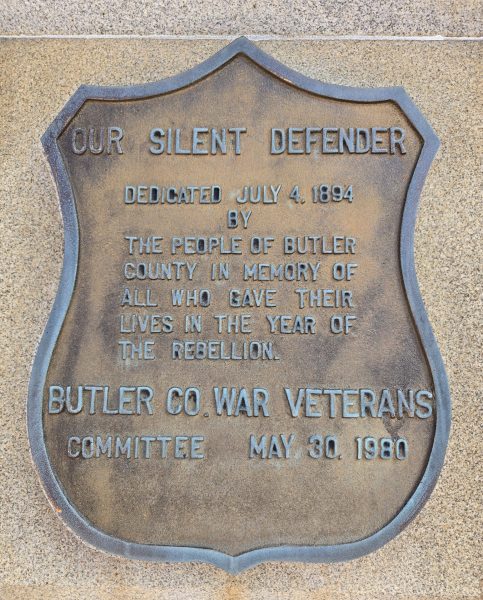 OUR SILENT DEFENDER
DEDICATED JULY 4, 1894
BY
THE PEOPLE OF BUTLER
COUNTY IN MEMORY OF
ALL WHO GAVE THEIR
LIVES IN THE YEAR OF
THE REBELLION.
BUTLER CO. WAR VETERANS
COMMITTEE MAY, 30, 1980